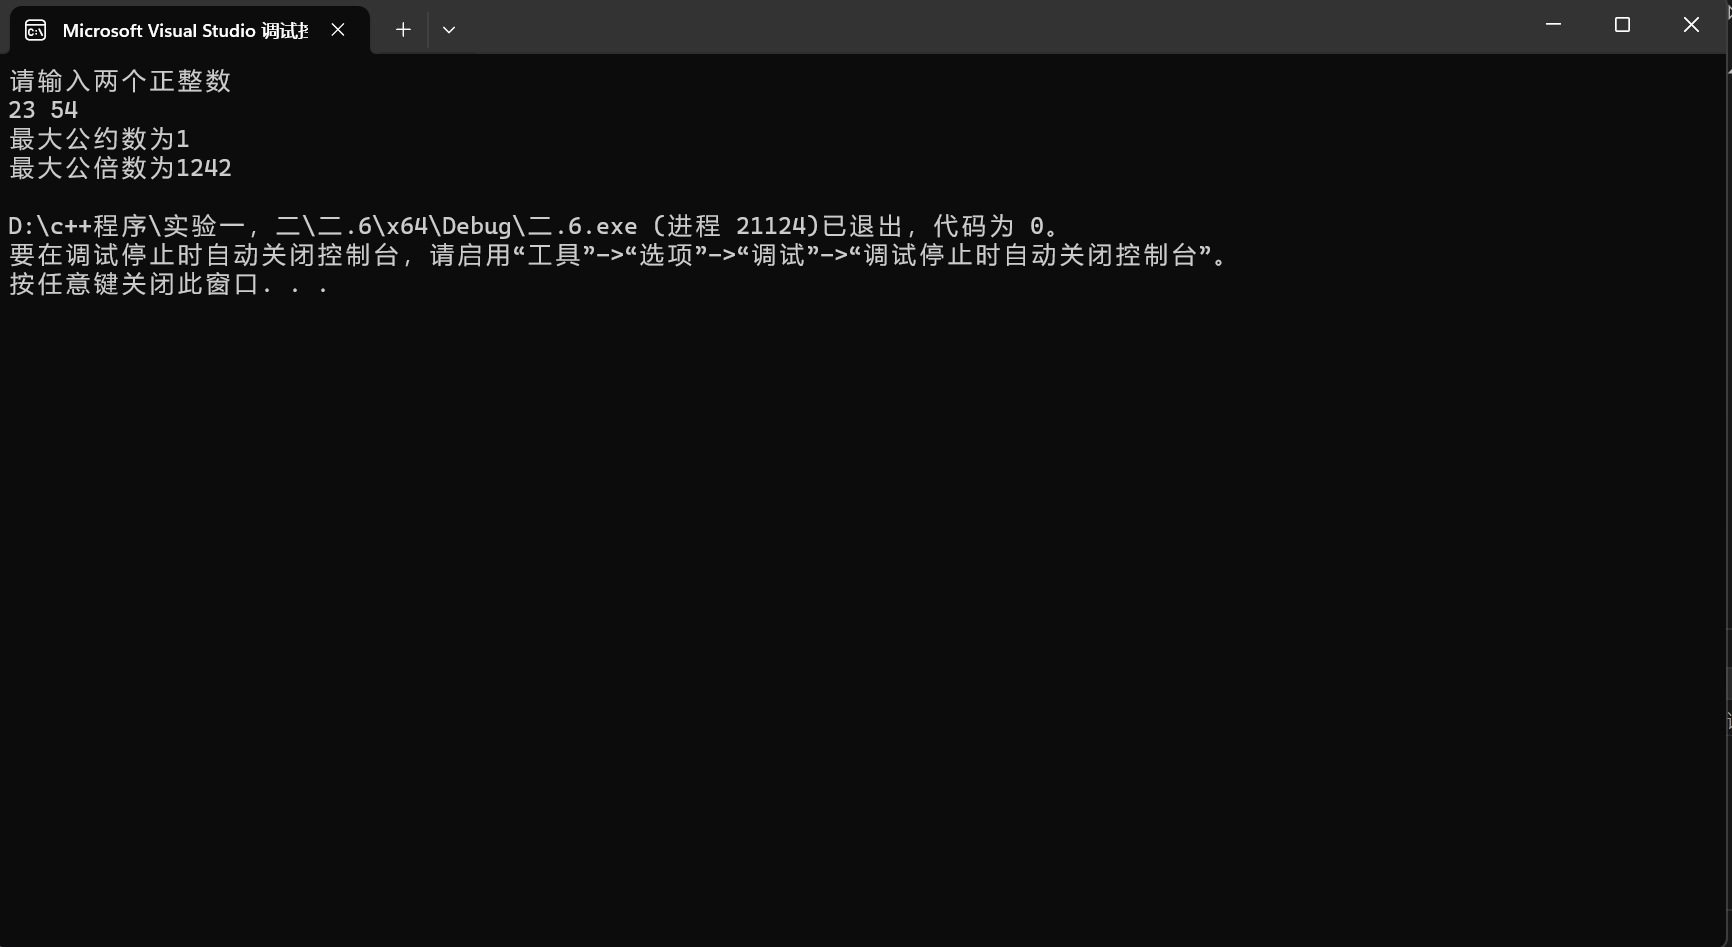 Microsoft Visual Studio 调试
请输入两个正整数
23 54
最大公约数为1
最大公倍数为1242
D:\c++程序\实验一，二\二.6\x64\Debug\二.6.exe (进程 21124)已退出，代码为 0。
要在调试停止时自动关闭控制台，请启用“工具”->“选项”->“调试”->“调试停止时自动关闭控制台”。
按任意键关闭此窗口. . .